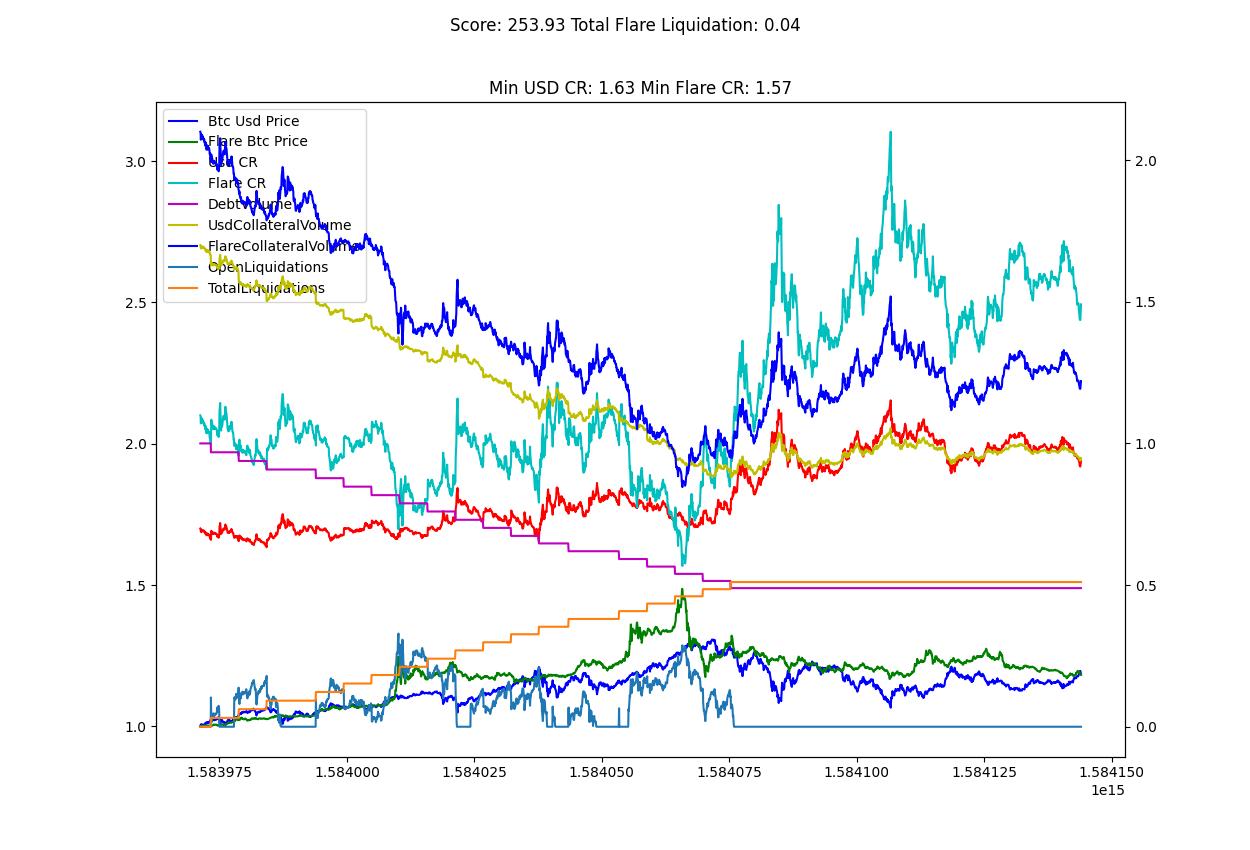 Score: 253.93 Total Flare Liquidation: 0.04
Min USD CR: 1.63 Min Flare CR: 1.57
Btc Usd Price
Flare Btc Price
Usd CR
Flare CR
DebtVolume
UsdCollateralVolume
FlareCollateralVolume
OpenLiquidations
TotalLiquidations
3.0
2.5
2.0
1.5
1.0
2.0
1.5
1.0
0.5
0.0
1.583975 1.584000 1.584025 1.584050 1.584075 1.584100 1.584125 1.584150
1e15